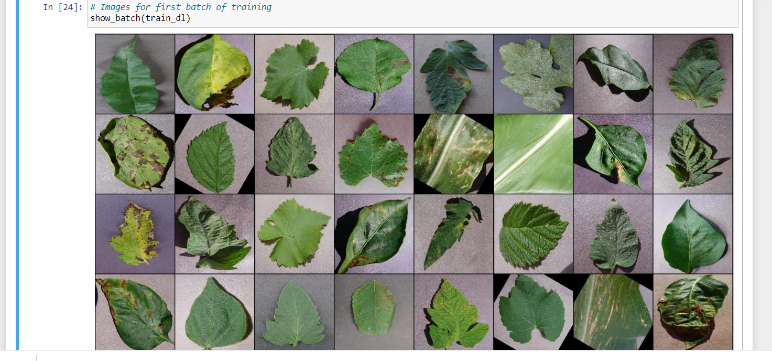 In [24]: # Images for first batch of training
show_batch(train_dl)